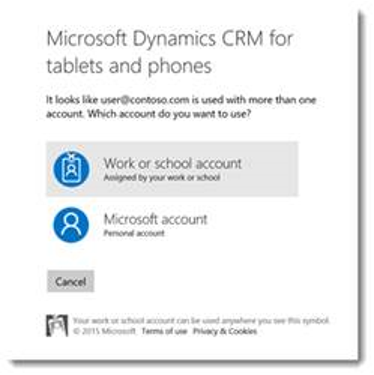 Microsoft Dynamics CRM for
tablets and phones
It looks like user@contoso.com is used with more than one
account. Which account do you want to use?
Work or school account
Assigned by your work or school
Microsoft account
Personal account
Cancel
Your work or school account can be used anywhere you see this symbol.
© 2015 Microsoft Terms of use Privacy & Cookies